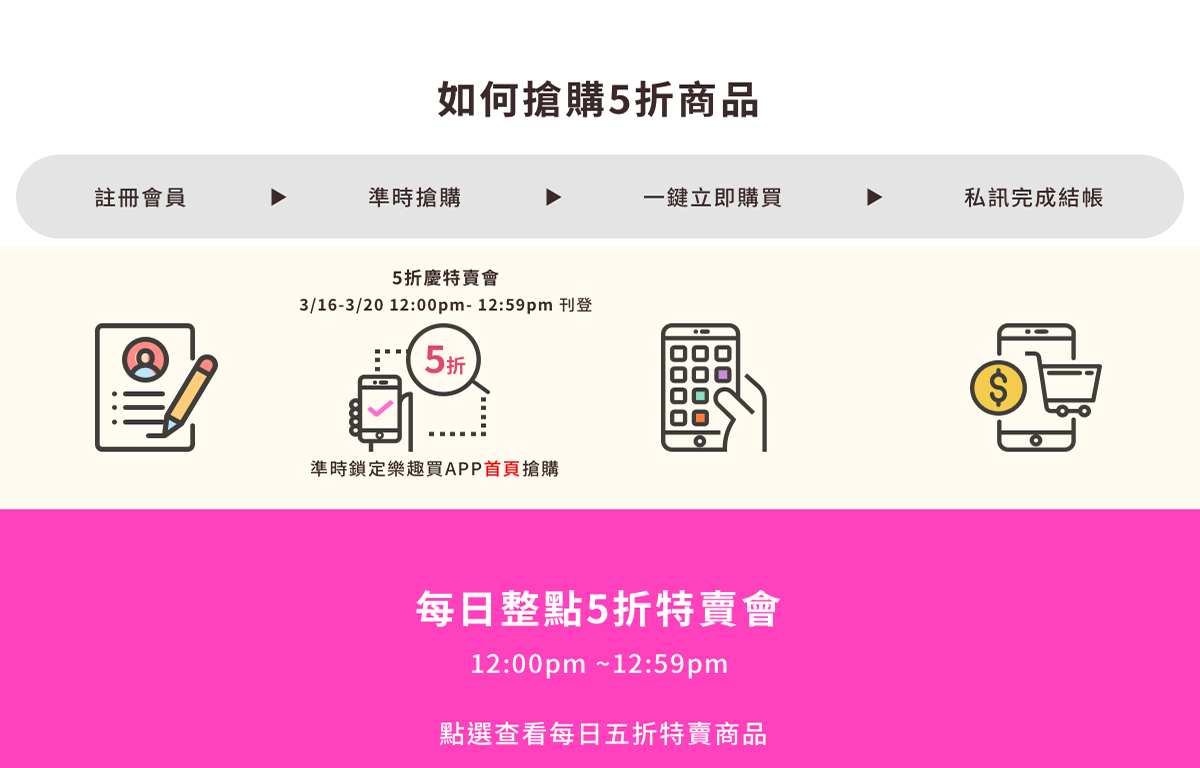 如何搶購5折商品
註冊會員 ▶ 準時搶購 ▶ 一鍵立即購買 ▶ 私訊完成結帳
5折慶特賣會
3/16-3/20 12:00pm- 12:59pm 刊登
5折
$
準時鎖定樂趣買APP首頁搶購
每日整點5折特賣會
12:00pm ~12:59pm
點選查看每日五折特賣商品